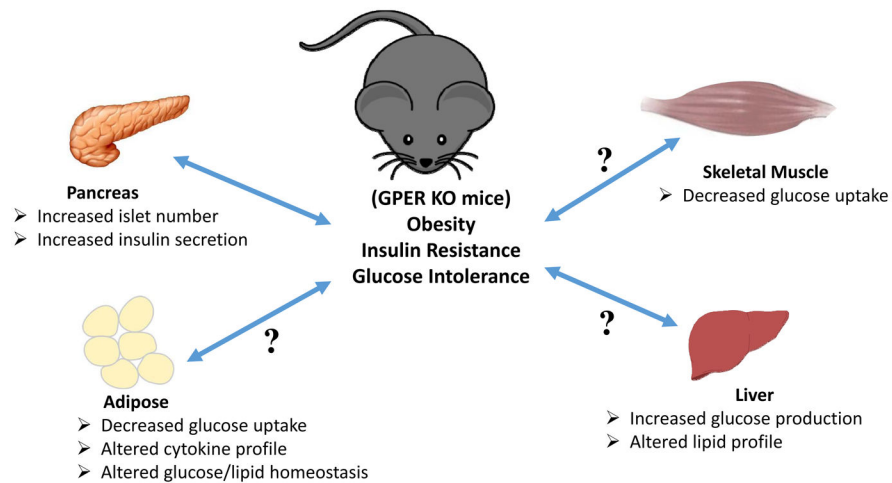 Pancreas
➢ Increased islet number
➢ Increased insulin secretion
(GPER KO mice)
Obesity
Insulin Resistance
Glucose Intolerance
?
Skeletal Muscle
➢ Decreased glucose uptake
?
Adipose
➢ Decreased glucose uptake
➢ Altered cytokine profile
➢ Altered glucose/lipid homeostasis
?
Liver
➢ Increased glucose production
➢ Altered lipid profile